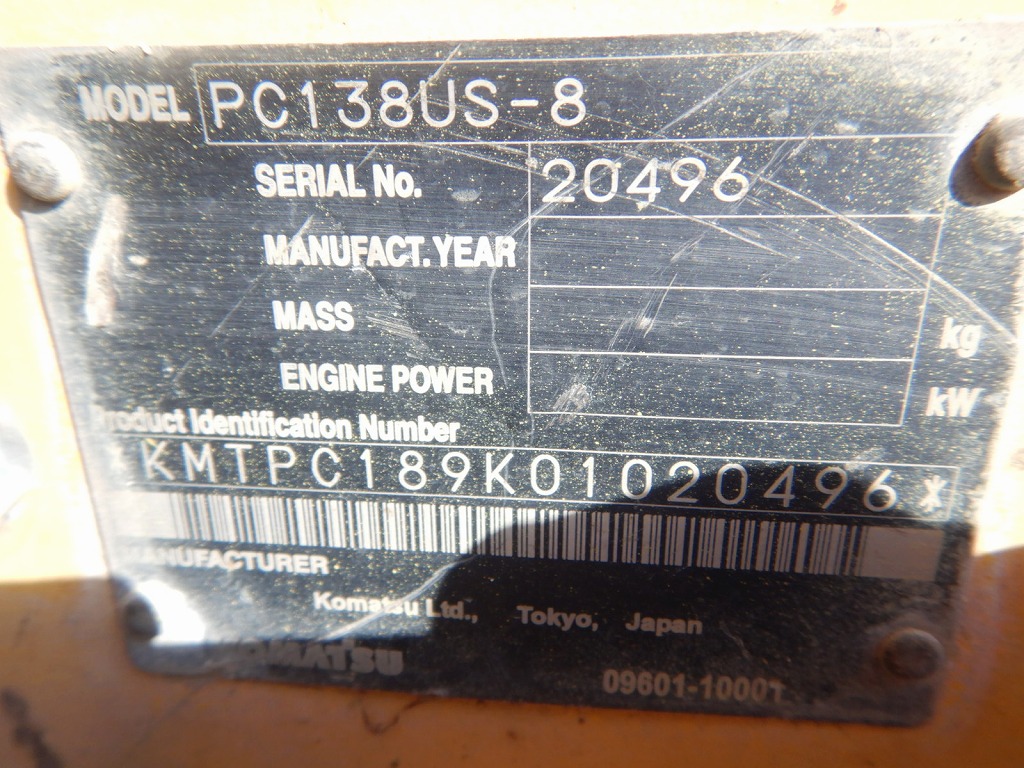 MODEL PC138US-8
SERIAL No. 20496
MANUFACT. YEAR
MASS kg
ENGINE POWER kW
Product Identification Number
KMTPC189K01020496*
MANUFACTURER
Komatsu Ltd., Tokyo, Japan
KOMATSU
09601-10001